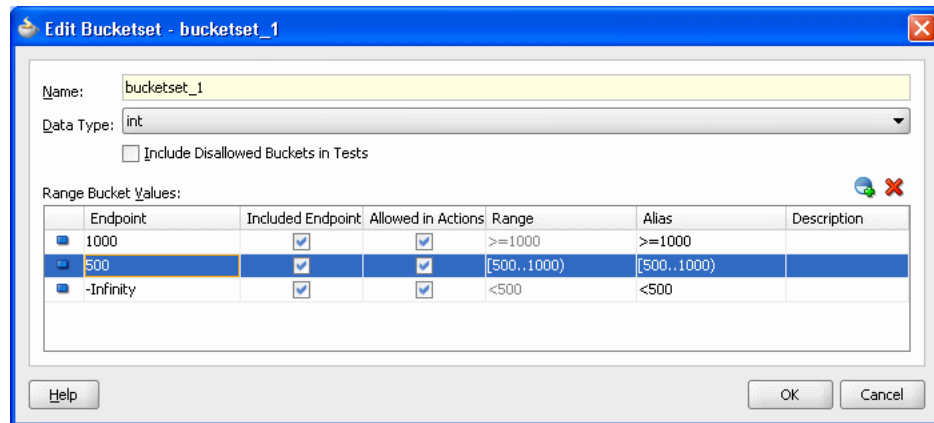 Edit Bucketset - bucketset_1
Name: bucketset_1
Data Type: int
Include Disallowed Buckets in Tests
Range Bucket Values:
Endpoint Included Endpoint Allowed in Actions Range Alias Description
1000 >=1000 >=1000
500 [500..1000) [500..1000)
-Infinity <500 <500
Help OK Cancel